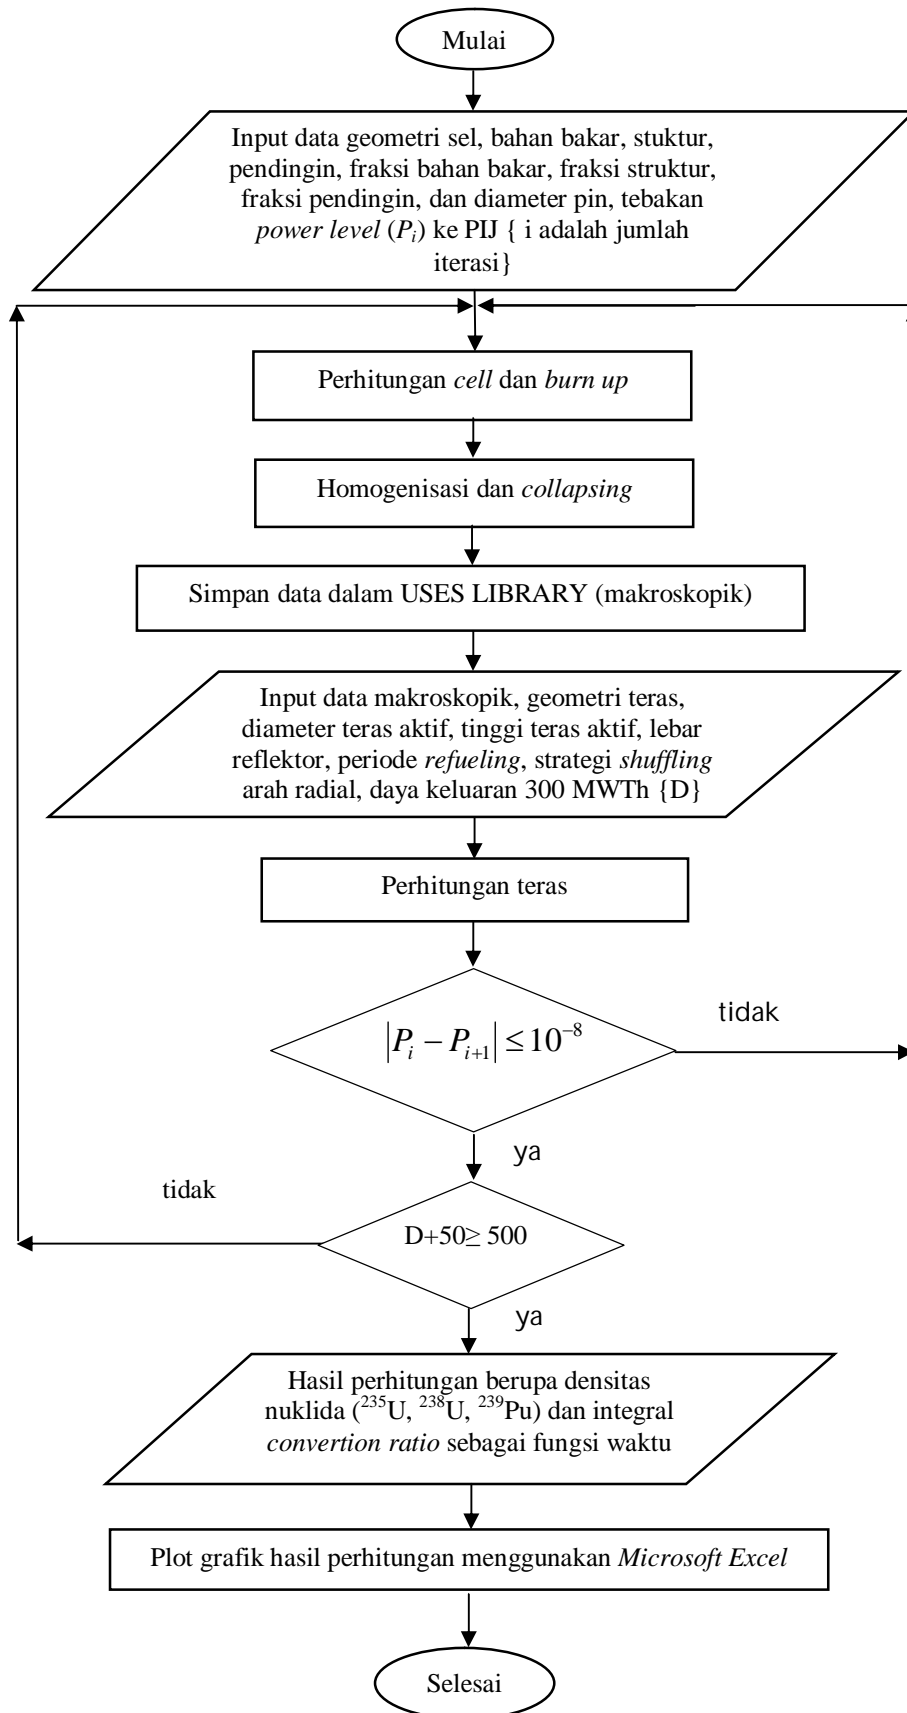 Mulai
Input data geometri sel, bahan bakar, stuktur,
pendingin, fraksi bahan bakar, fraksi struktur,
fraksi pendingin, dan diameter pin, tebakan
power level (Pᵢ) ke PIJ { i adalah jumlah
iterasi}
Perhitungan cell dan burn up
Homogenisasi dan collapsing
Simpan data dalam USES LIBRARY (makroskopik)
Input data makroskopik, geometri teras,
diameter teras aktif, tinggi teras aktif, lebar
reflektor, periode refueling, strategi shuffling
arah radial, daya keluaran 300 MWTh {D}
Perhitungan teras
|Pᵢ − Pᵢ₊₁| ≤ 10⁻⁸
tidak
ya
tidak
D+50≥ 500
ya
Hasil perhitungan berupa densitas
nuklida (²³⁵U, ²³⁸U, ²³⁹Pu) dan integral
convertion ratio sebagai fungsi waktu
Plot grafik hasil perhitungan menggunakan Microsoft Excel
Selesai